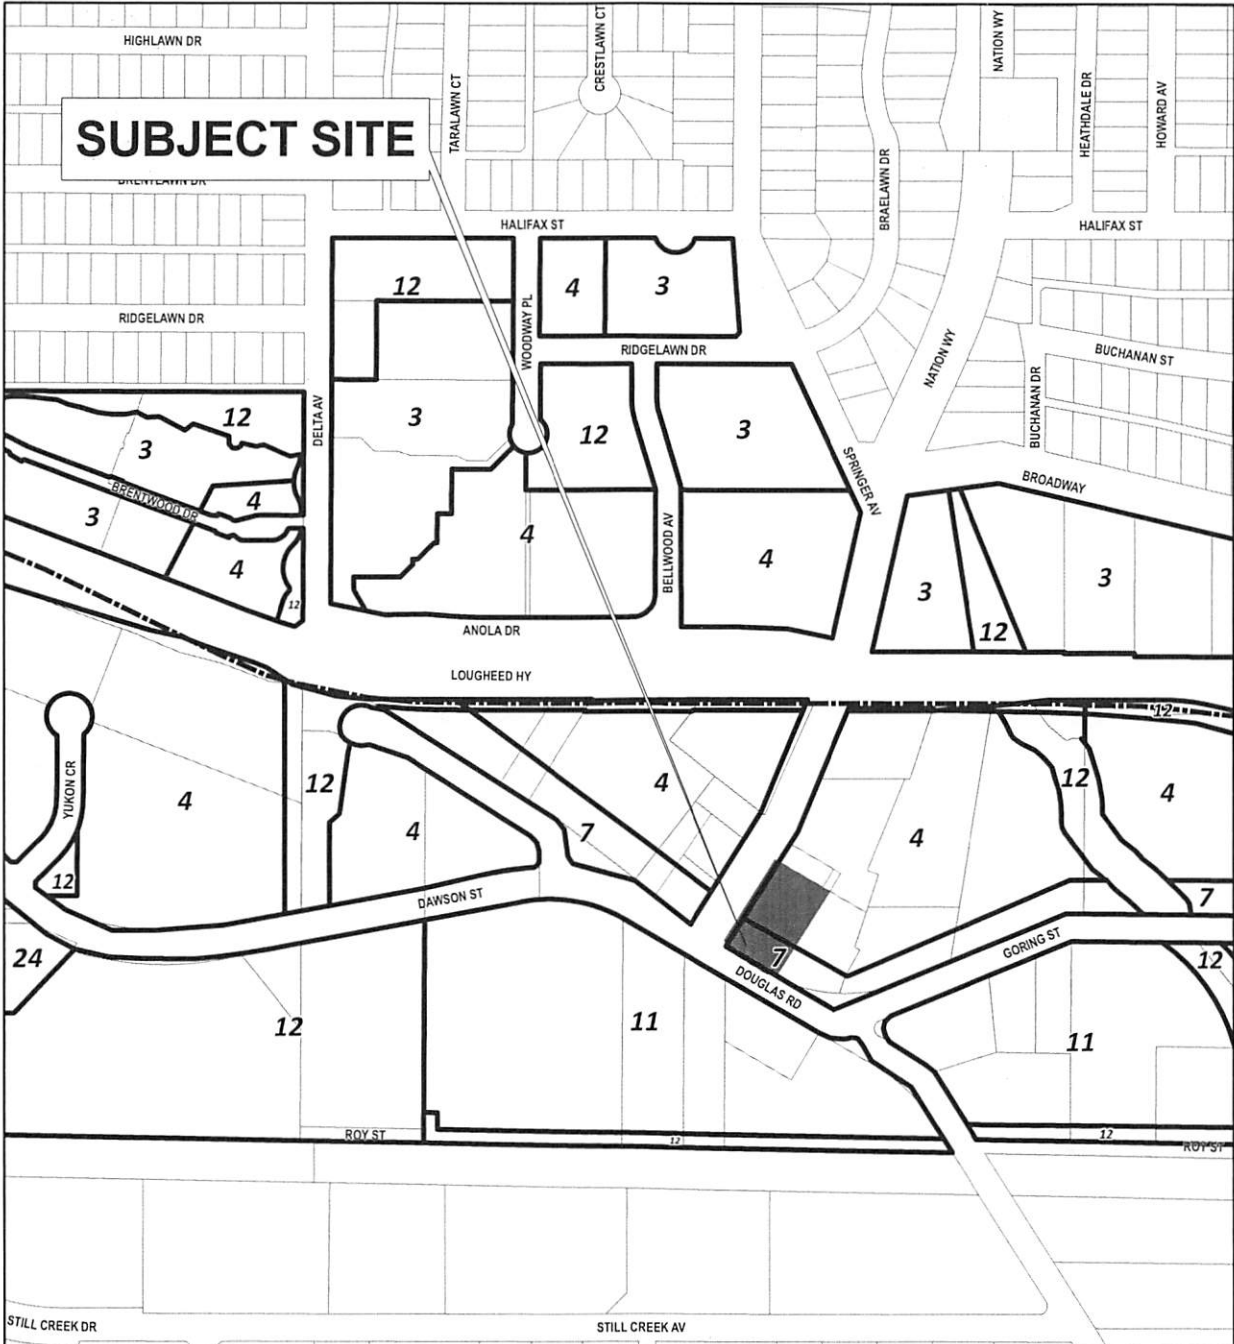 HIGHLAWN DR
TARALAWN CT
CRESTLAWN CT
NATION WY
HEATHDALE DR
HOWARD AV
SUBJECT SITE
BRENTLAWN DR
BRAELAWN DR
HALIFAX ST
HALIFAX ST
12
4
3
RIDGELAWN DR
WOODWAY PL
RIDGELAWN DR
NATION WY
BUCHANAN ST
BUCHANAN DR
DELTA AV
12
3
3
12
3
SPRINGER AV
BROADWAY
BRENTWOOD DR
4
3
4
4
BELLWOOD AV
4
12
3
12
3
ANOLA DR
LOUGHEED HY
12
YUKON CR
4
12
4
7
4
4
12
4
12
DAWSON ST
7
24
7
DOUGLAS RD
GORING ST
12
12
11
11
ROY ST
12
12
ROY ST
STILL CREEK DR
STILL CREEK AV